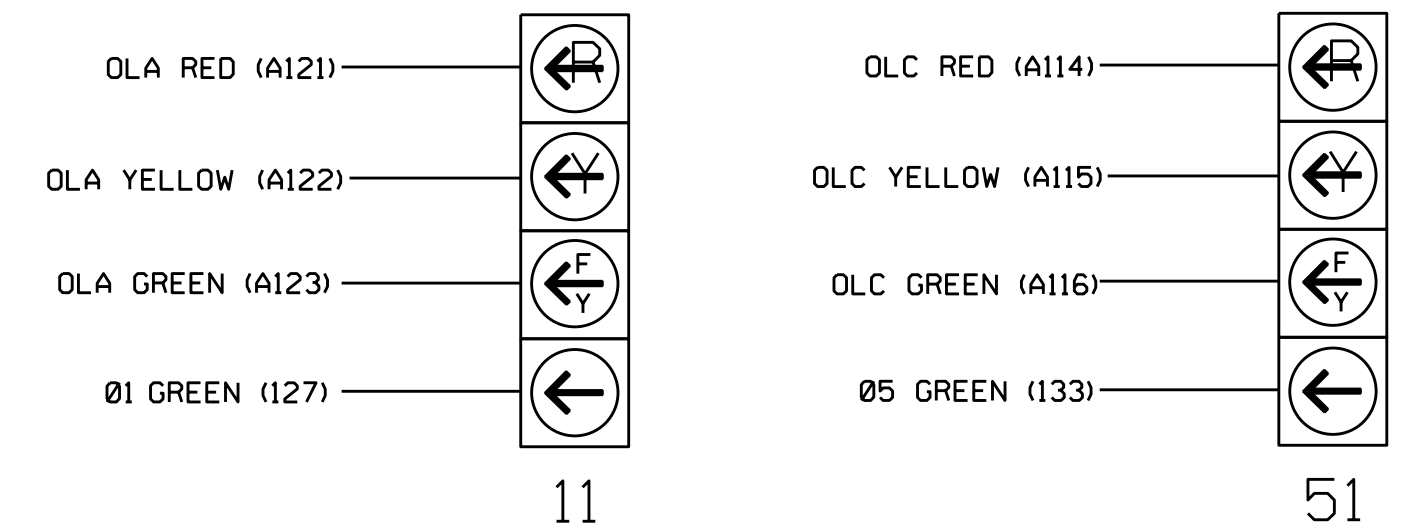 OLA RED (A121)
R
OLA YELLOW (A122)
Y
OLA GREEN (A123)
F
Y
Ø1 GREEN (127)
11
OLC RED (A114)
R
OLC YELLOW (A115)
Y
OLC GREEN (A116)
F
Y
Ø5 GREEN (133)
51